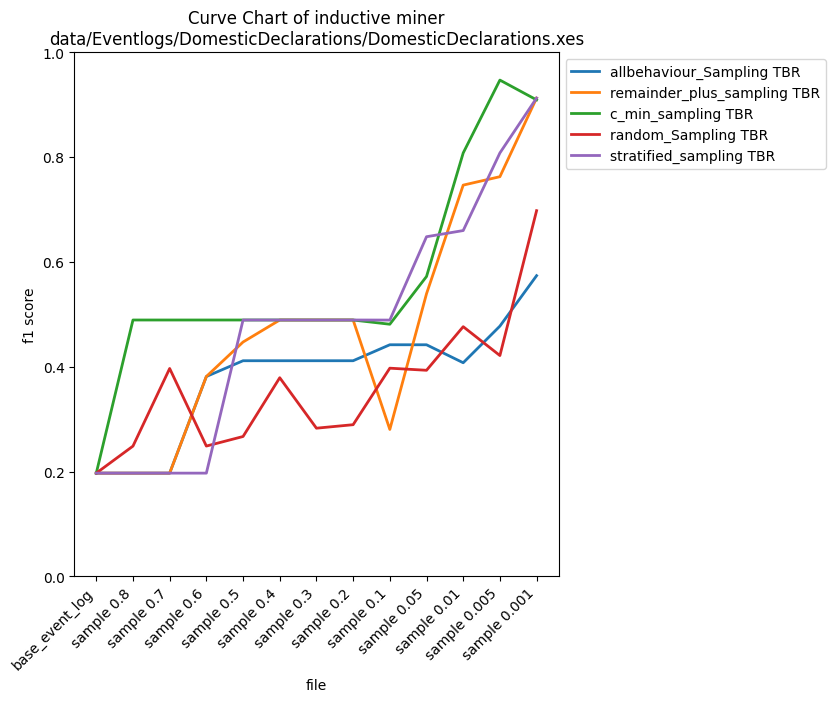 Curve Chart of inductive miner
data/Eventlogs/DomesticDeclarations/DomesticDeclarations.xes
1.0
0.8
0.6
0.4
0.2
0.0
f1 score
base_event_log
sample 0.8
sample 0.7
sample 0.6
sample 0.5
sample 0.4
sample 0.3
sample 0.2
sample 0.1
sample 0.05
sample 0.01
sample 0.005
sample 0.001
file
allbehaviour_Sampling TBR
remainder_plus_sampling TBR
c_min_sampling TBR
random_Sampling TBR
stratified_sampling TBR